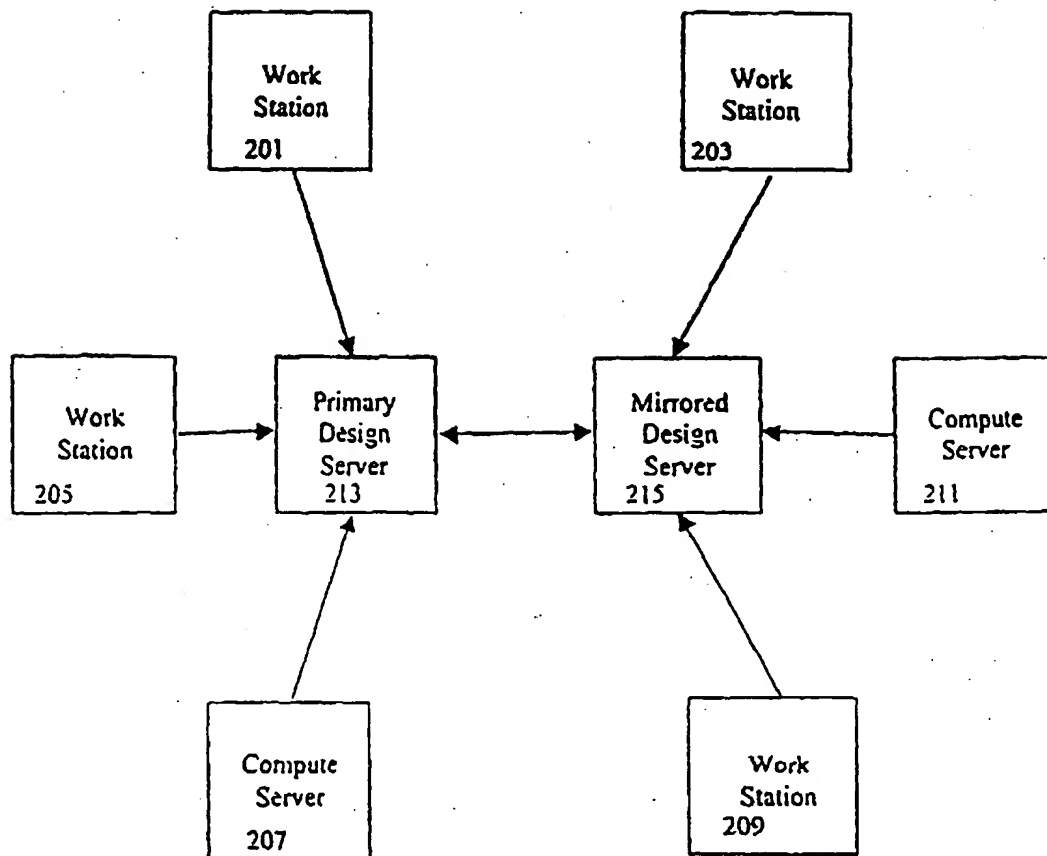 Work
Station
201
Work
Station
203
Work
Station
205
Primary
Design
Server
213
Mirrored
Design
Server
215
Compute
Server
211
Compute
Server
207
Work
Station
209